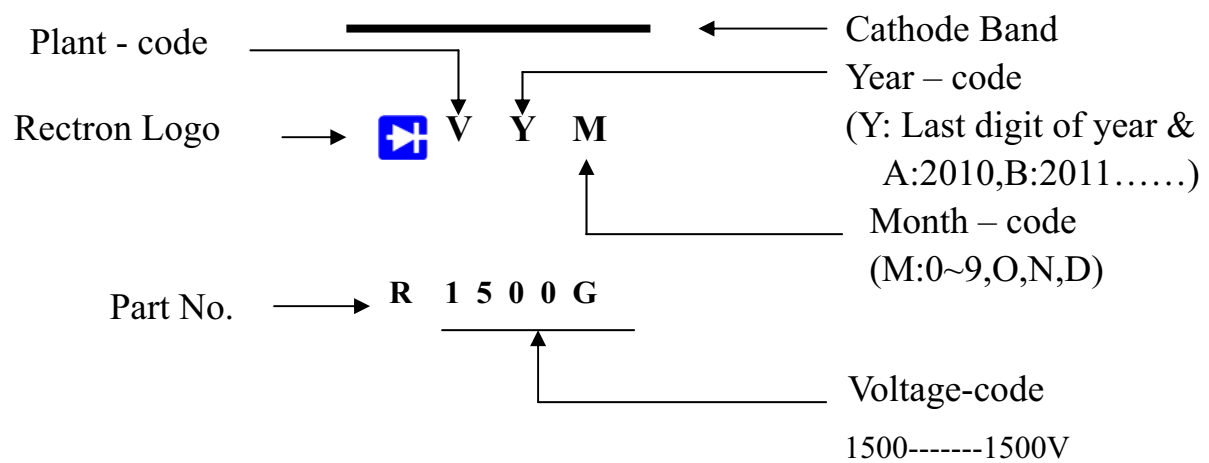 Plant - code
Cathode Band
Year – code
Rectron Logo
V Y M
(Y: Last digit of year &
A:2010,B:2011……)
Month – code
(M:0~9,O,N,D)
Part No.
R 1 5 0 0 G
Voltage-code
1500-------1500V